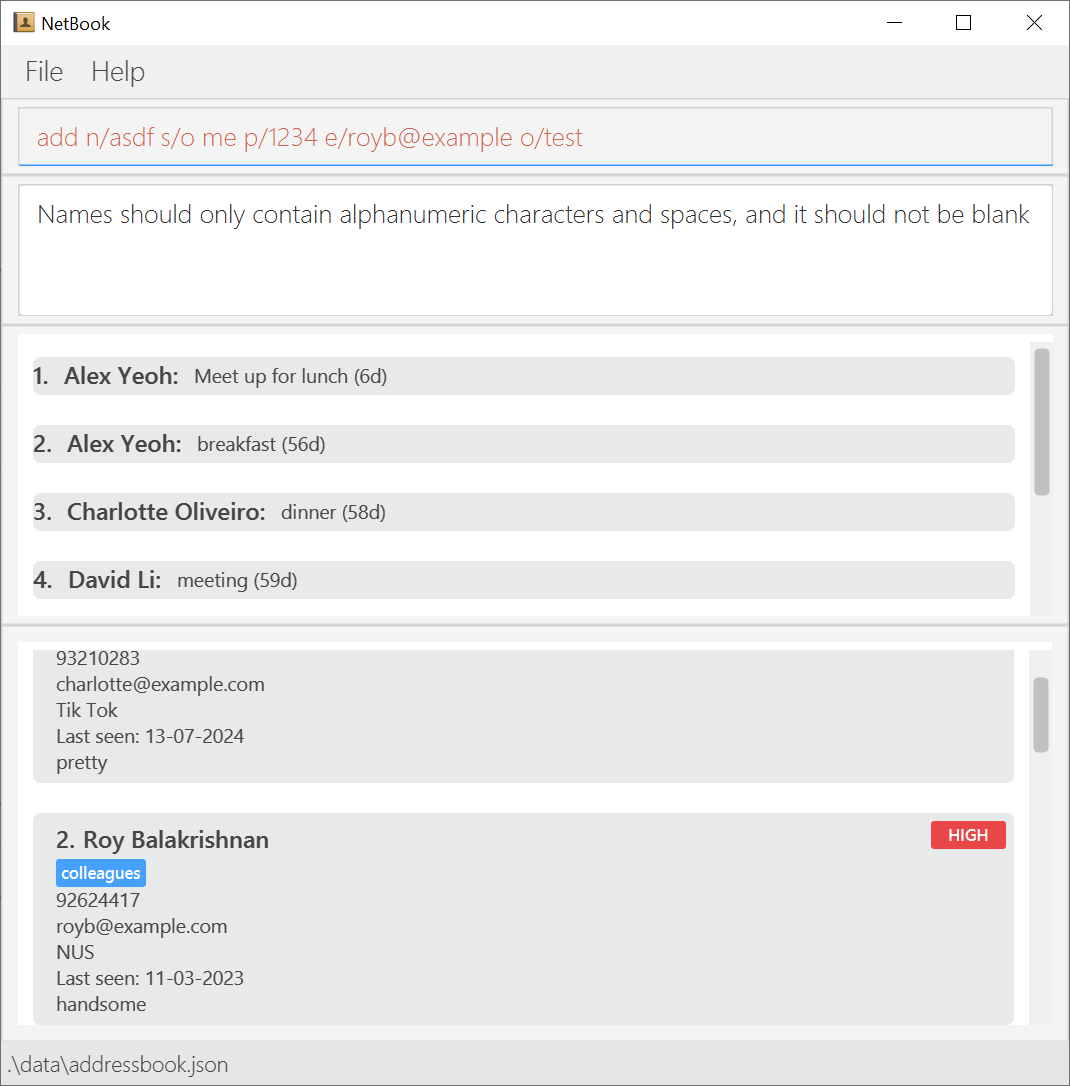 NetBook
File Help
add n/asdf s/o me p/1234 e/royb@example o/test
Names should only contain alphanumeric characters and spaces, and it should not be blank
1. Alex Yeoh: Meet up for lunch (6d)
2. Alex Yeoh: breakfast (56d)
3. Charlotte Oliveiro: dinner (58d)
4. David Li: meeting (59d)
93210283
charlotte@example.com
Tik Tok
Last seen: 13-07-2024
pretty
2. Roy Balakrishnan HIGH
colleagues
92624417
royb@example.com
NUS
Last seen: 11-03-2023
handsome
.\data\addressbook.json